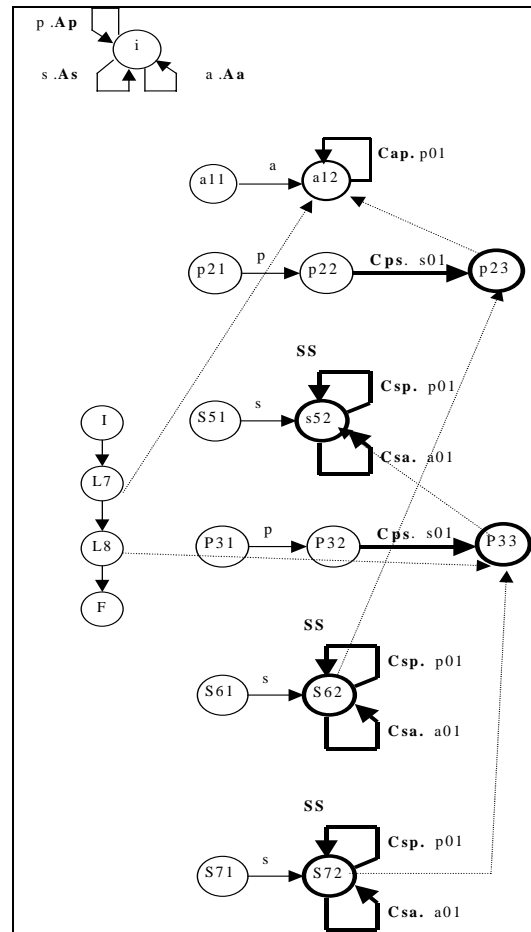 p .Ap
i
s .As
a .Aa
a11
a
a12
Cap. p01
p21
p
p22
Cps. s01
p23
SS
Csp. p01
S51
s
s52
Csa. a01
I
L7
L8
F
P31
p
P32
Cps. s01
P33
SS
Csp. p01
S61
s
S62
Csa. a01
SS
Csp. p01
S71
s
S72
Csa. a01